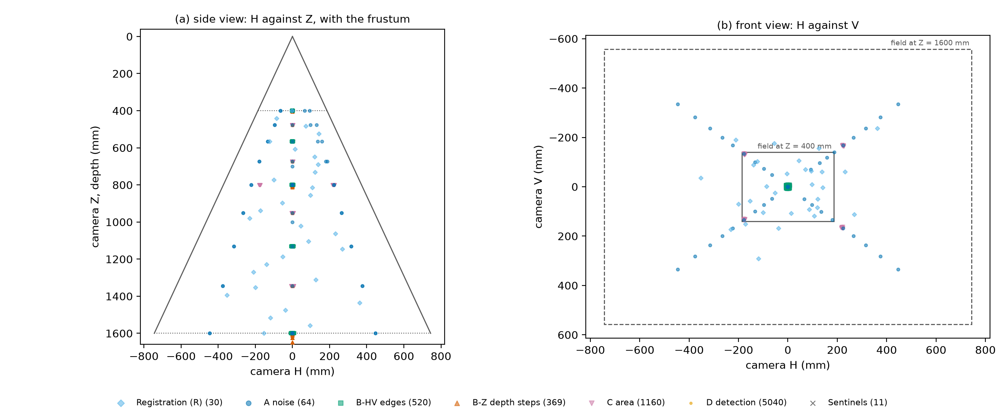 (a) side view: H against Z, with the frustum
0
200
400
600
800
1000
1200
1400
1600
camera Z, depth (mm)
−800 −600 −400 −200 0 200 400 600 800
camera H (mm)
(b) front view: H against V
−600
−400
−200
0
200
400
600
camera V (mm)
field at Z = 1600 mm
field at Z = 400 mm
−800 −600 −400 −200 0 200 400 600 800
camera H (mm)
Registration (R) (30) A noise (64) B-HV edges (520) B-Z depth steps (369) C area (1160) D detection (5040) Sentinels (11)